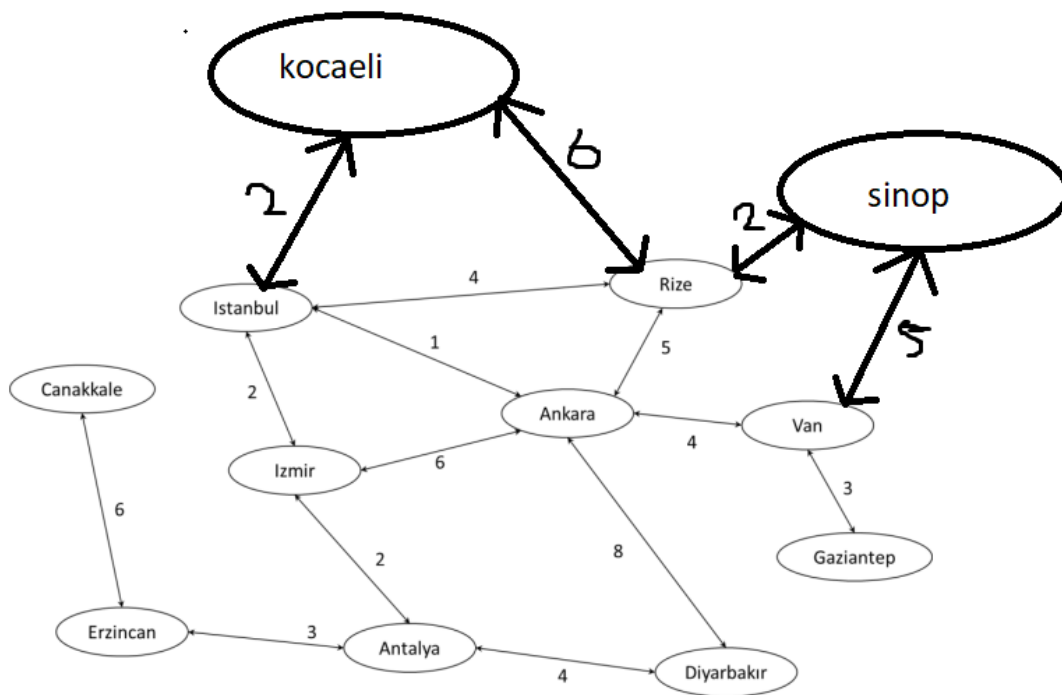 kocaeli
6
2
2
sinop
4
Rize
Istanbul
1
5
5
2
Canakkale
Ankara
Van
4
Izmir
6
3
6
2
8
Gaziantep
Erzincan
3
Antalya
4
Diyarbakır